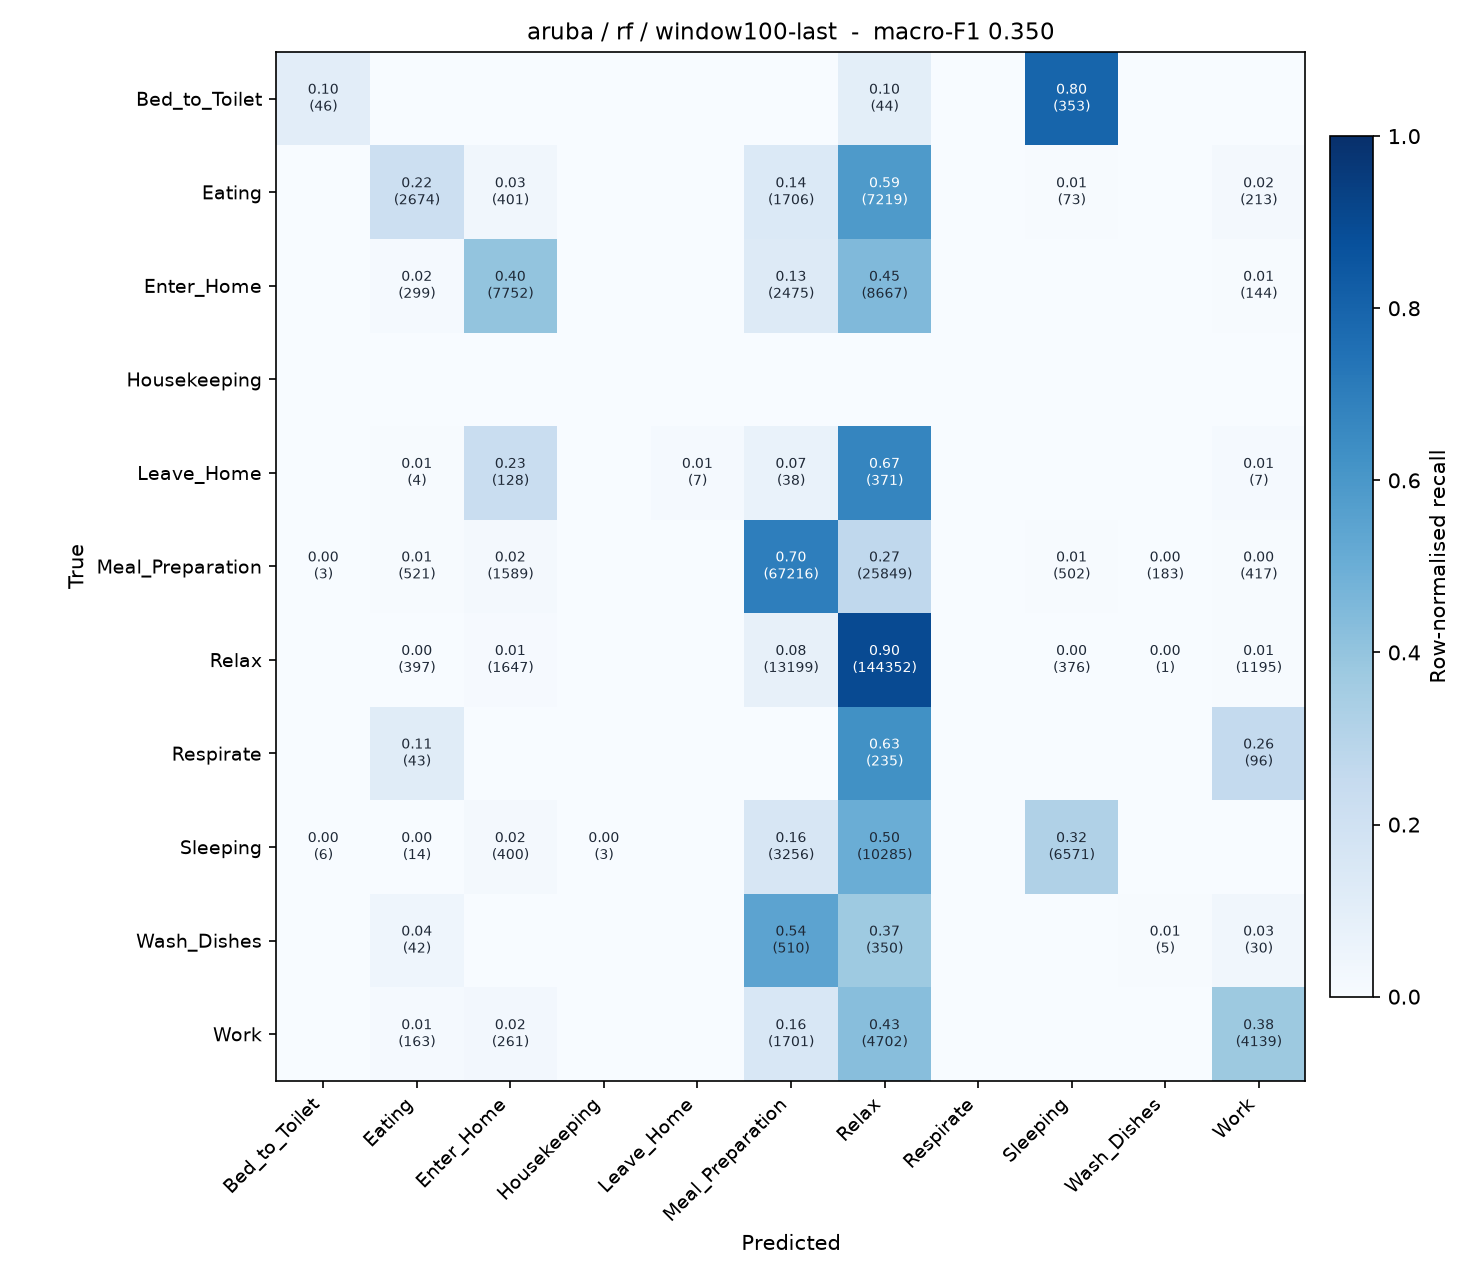 aruba / rf / window100-last  -  macro-F1 0.350
Bed_to_Toilet 0.10 0.10 0.80
(46) (44) (353)
Eating 0.22 0.03 0.14 0.59 0.01 0.02
(2674) (401) (1706) (7219) (73) (213)
Enter_Home 0.02 0.40 0.13 0.45 0.01
(299) (7752) (2475) (8667) (144)
Housekeeping
Leave_Home 0.01 0.23 0.01 0.07 0.67 0.01
(4) (128) (7) (38) (371) (7)
Meal_Preparation 0.00 0.01 0.02 0.70 0.27 0.01 0.00 0.00
(3) (521) (1589) (67216) (25849) (502) (183) (417)
Relax 0.00 0.01 0.08 0.90 0.00 0.00 0.01
(397) (1647) (13199) (144352) (376) (1) (1195)
Respirate 0.11 0.63 0.26
(43) (235) (96)
Sleeping 0.00 0.00 0.02 0.00 0.16 0.50 0.32
(6) (14) (400) (3) (3256) (10285) (6571)
Wash_Dishes 0.04 0.54 0.37 0.01 0.03
(42) (510) (350) (5) (30)
Work 0.01 0.02 0.16 0.43 0.38
(163) (261) (1701) (4702) (4139)
True
Bed_to_Toilet
Eating
Enter_Home
Housekeeping
Leave_Home
Meal_Preparation
Relax
Respirate
Sleeping
Wash_Dishes
Work
Predicted
1.0
0.8
0.6
0.4
0.2
0.0
Row-normalised recall